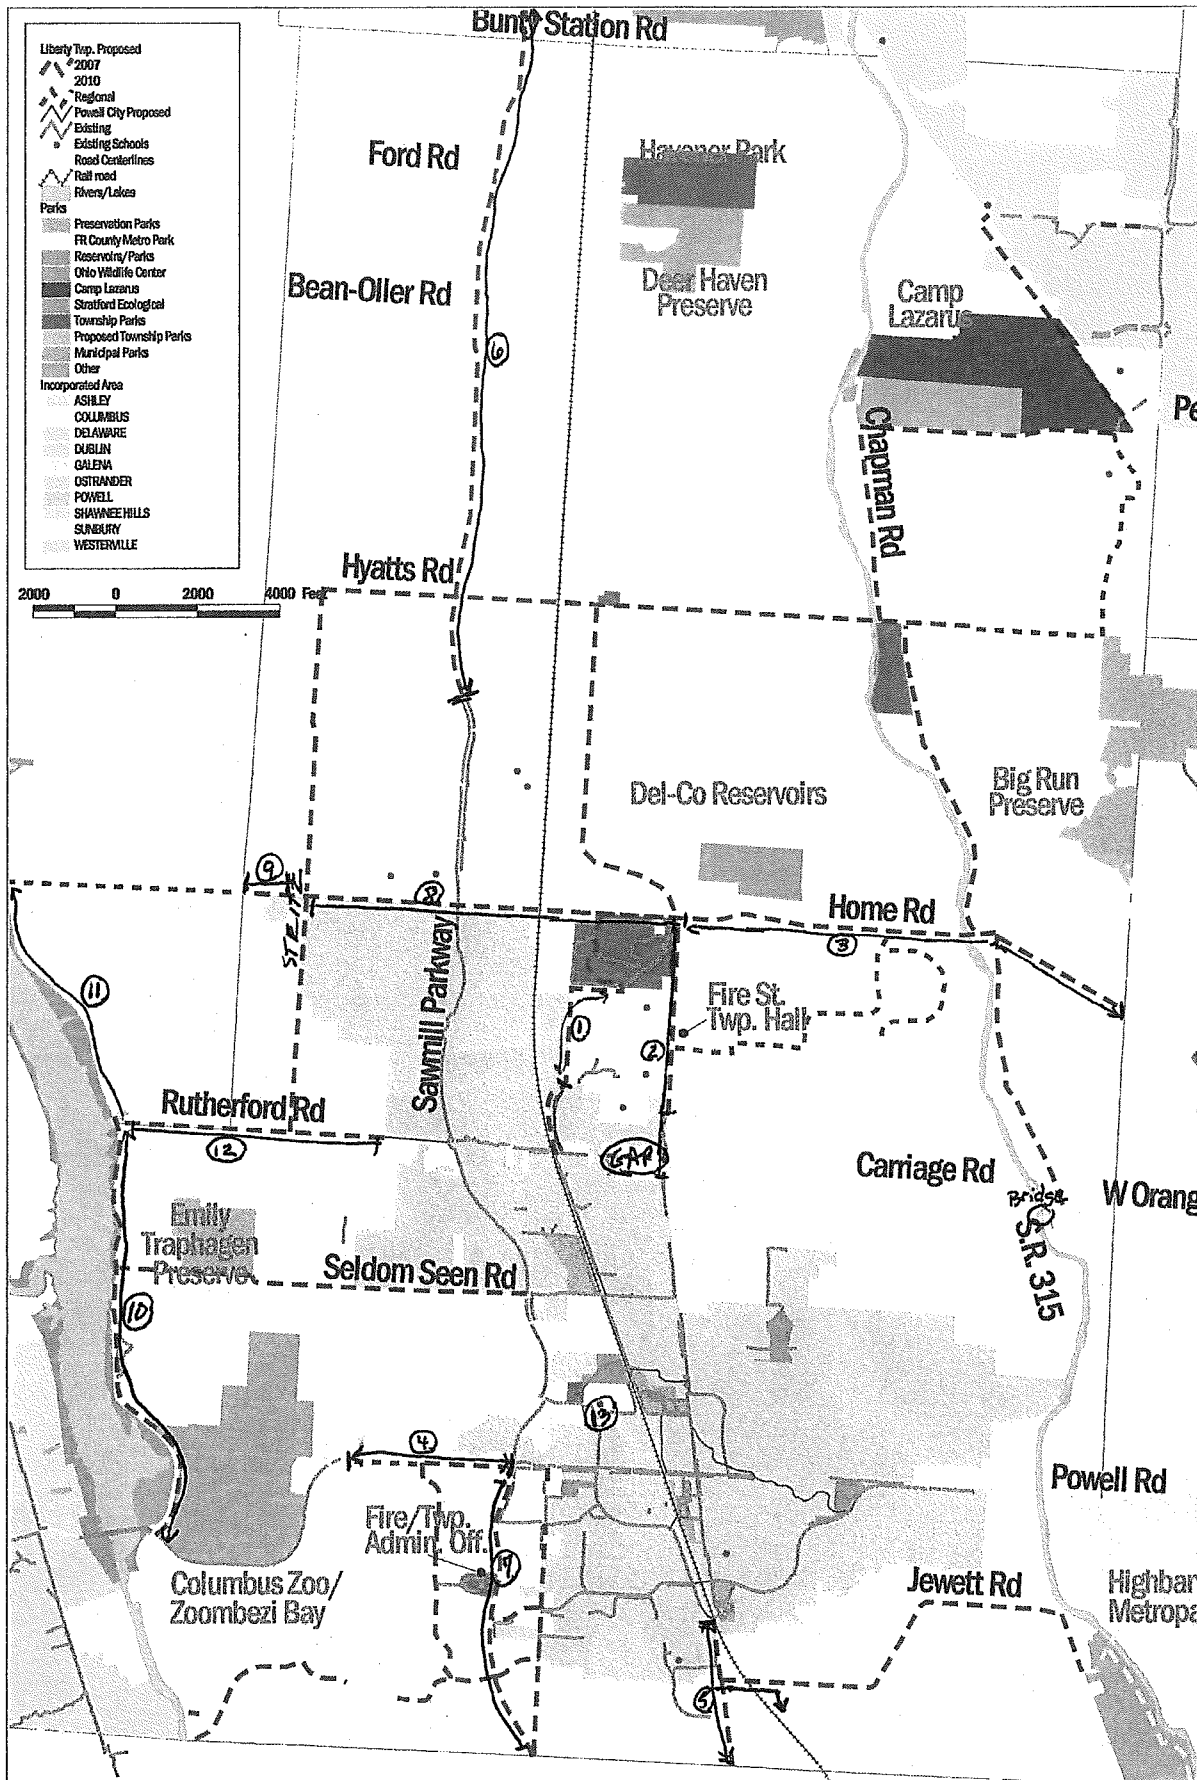 Bunty Station Rd
Liberty Twp. Proposed
2007
2010
Regional
Powell City Proposed
Existing
Existing Schools
Road Centerlines
Rail road
Rivers/Lakes
Parks
Preservation Parks
FR County Metro Park
Reservoirs/Parks
Ohio Wildlife Center
Camp Lazarus
Stratford Ecological
Township Parks
Proposed Township Parks
Municipal Parks
Other
Incorporated Area
ASHLEY
COLUMBUS
DELAWARE
DUBLIN
GALENA
OSTRANDER
POWELL
SHAWNEE HILLS
SUNBURY
WESTERVILLE
2000 0 2000 4000 Feet
Ford Rd
Havener Park
Bean-Oller Rd
Deer Haven
Preserve
Camp
Lazarus
6
Pe
Chapman Rd
Hyatts Rd
Del-Co Reservoirs
Big Run
Preserve
9
8
STEITZ
Home Rd
3
Sawmill Parkway
11
1
2
Fire St.
Twp. Hall
Rutherford Rd
12
GAP
Carriage Rd
Bridge
W Orang
S.R. 315
Emily
Traphagen
Preserve
Seldom Seen Rd
10
13
4
Powell Rd
Fire/Twp.
Admin. Off.
Columbus Zoo/
Zoombezi Bay
Jewett Rd
Highban
Metropa
5